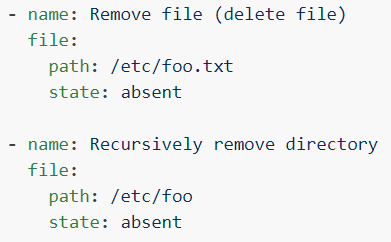 - name: Remove file (delete file)
  file:
    path: /etc/foo.txt
    state: absent

- name: Recursively remove directory
  file:
    path: /etc/foo
    state: absent